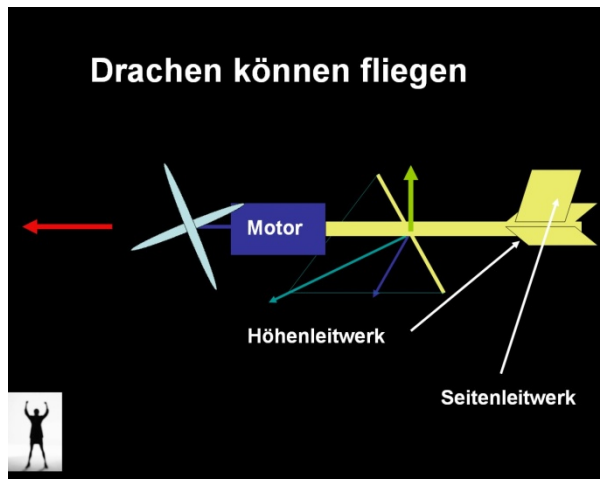 Drachen können fliegen
Motor
Höhenleitwerk
Seitenleitwerk